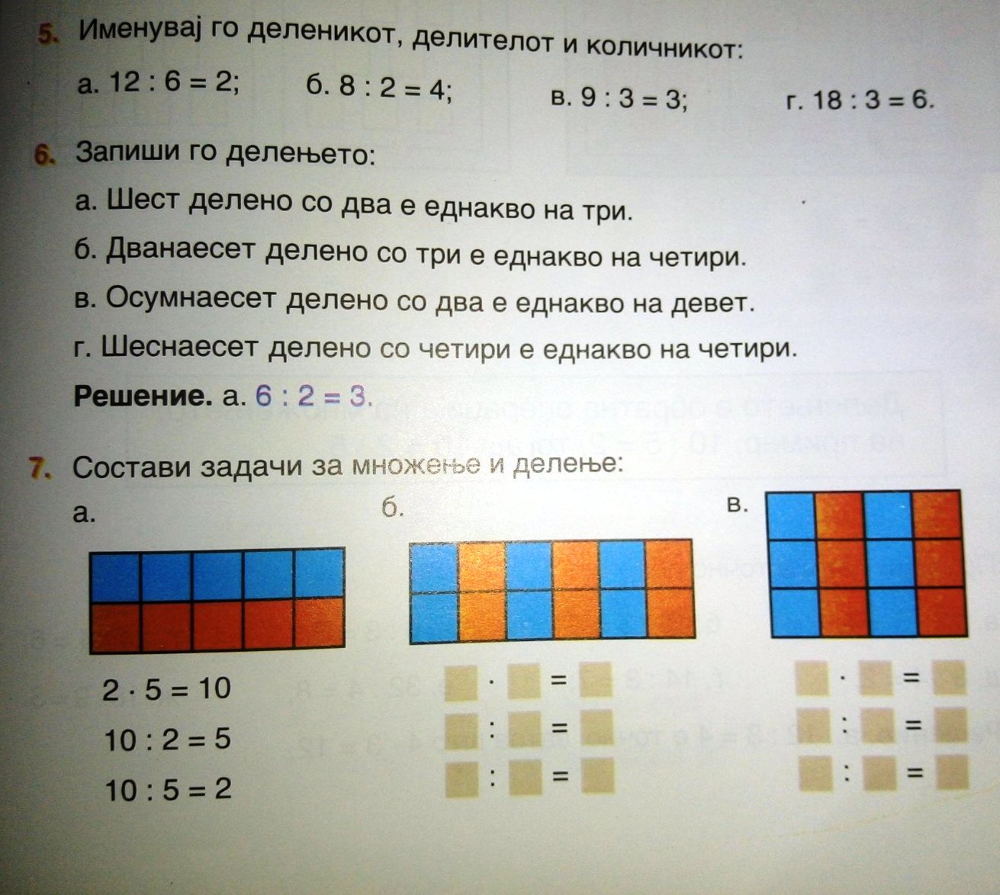 5. Именувај го деленикот, делителот и количникот:
а. 12 : 6 = 2; б. 8 : 2 = 4; в. 9 : 3 = 3; г. 18 : 3 = 6.
6. Запиши го делењето:
а. Шест делено со два е еднакво на три.
б. Дванаесет делено со три е еднакво на четири.
в. Осумнаесет делено со два е еднакво на девет.
г. Шеснаесет делено со четири е еднакво на четири.
Решение. а. 6 : 2 = 3.
7. Состави задачи за множење и делење:
а. б. в.
2 · 5 = 10 · = · =
10 : 2 = 5 : = : =
10 : 5 = 2 : = : =